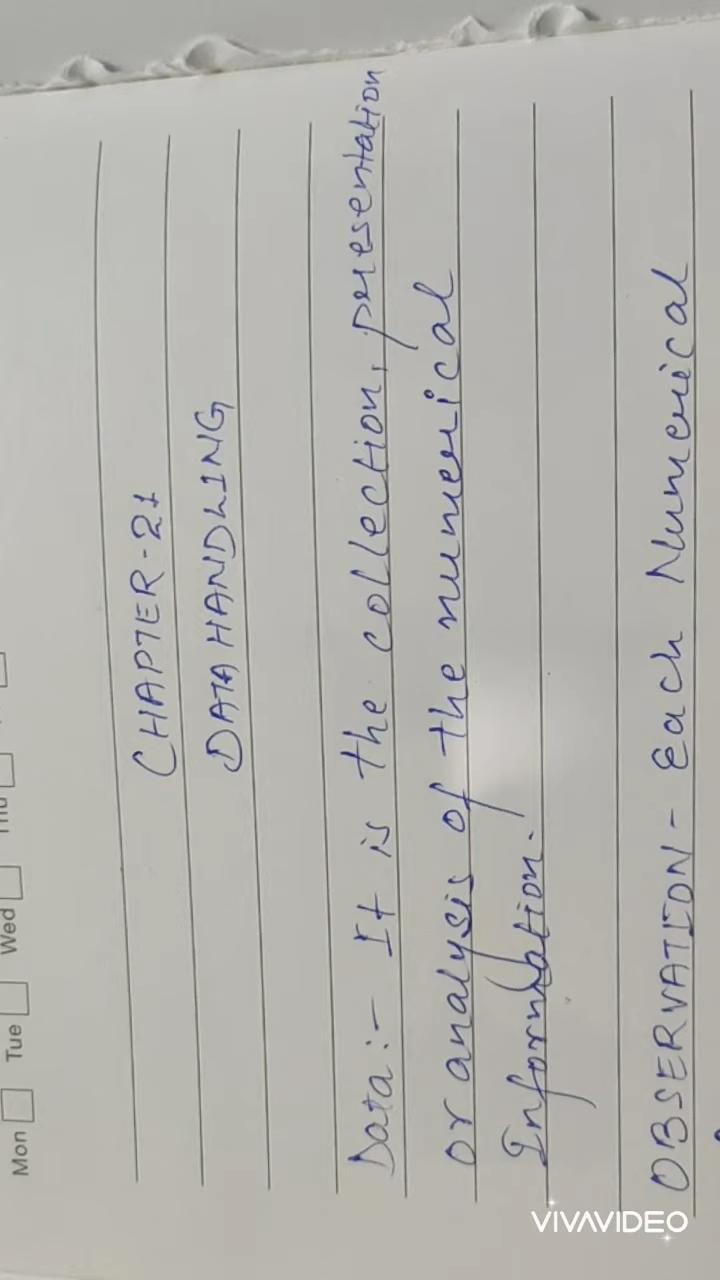 Mon Tue Wed Thu
CHAPTER-21
DATA HANDLING
Data:- It is the collection, presentation
or analysis of the numerical
Information.
OBSERVATION- Each Numerical
VIVAVIDEO